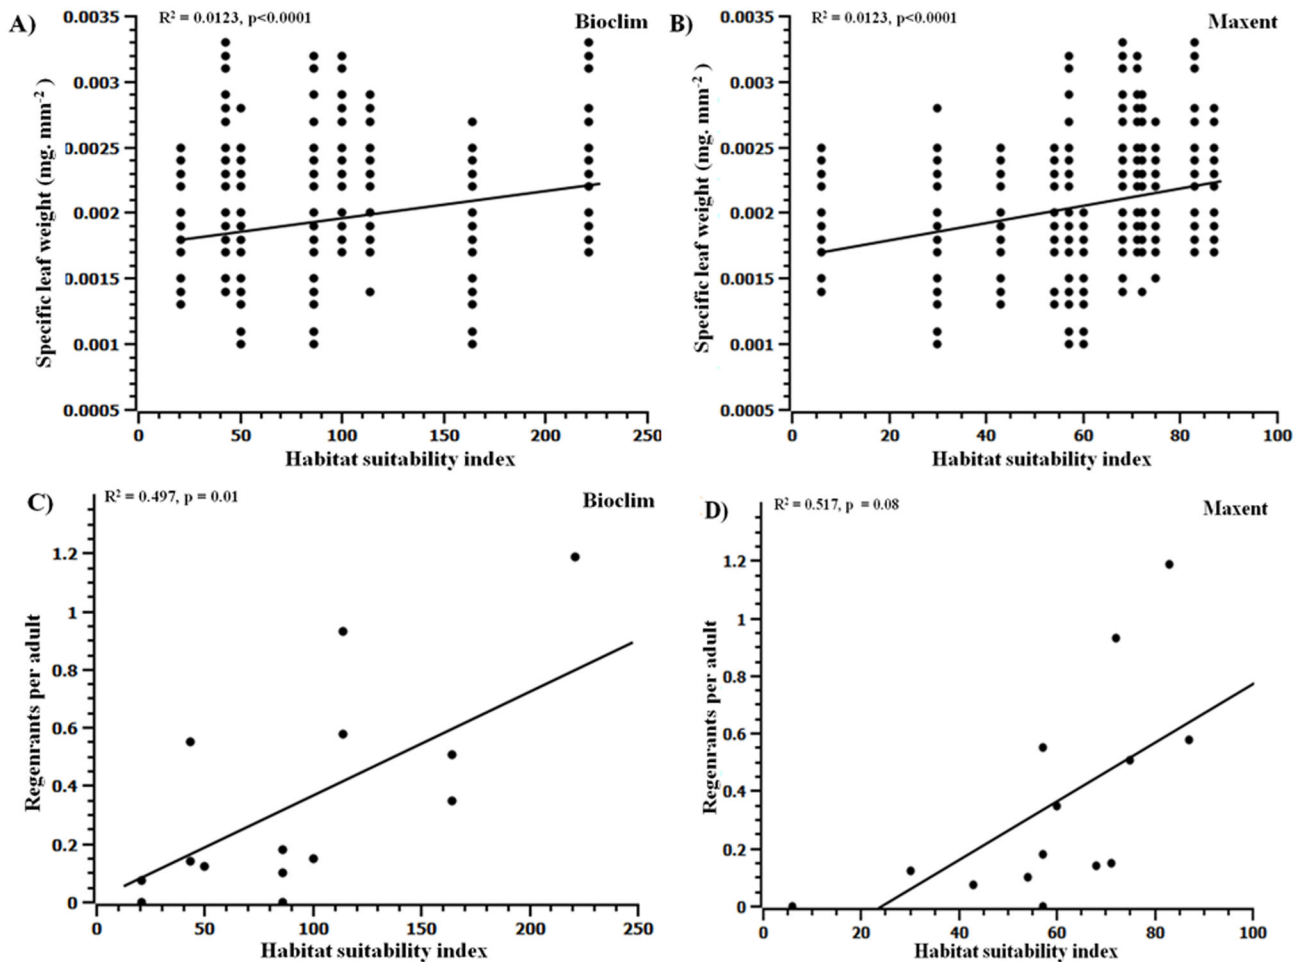 A)
R² = 0.0123, p<0.0001
Bioclim
Specific leaf weight (mg. mm⁻² )
0.0035
0.003
0.0025
0.002
0.0015
0.001
0.0005
0 50 100 150 200 250
Habitat suitability index
B)
R² = 0.0123, p<0.0001
Maxent
Specific leaf weight (mg. mm⁻² )
0.0035
0.003
0.0025
0.002
0.0015
0.001
0.0005
0 20 40 60 80 100
Habitat suitability index
C)
R² = 0.497, p = 0.01
Bioclim
Regenrants per adult
1.2
1
0.8
0.6
0.4
0.2
0
0 50 100 150 200 250
Habitat suitability index
D)
R² = 0.517, p = 0.08
Maxent
Regenrants per adult
1.2
1
0.8
0.6
0.4
0.2
0
0 20 40 60 80 100
Habitat suitability index